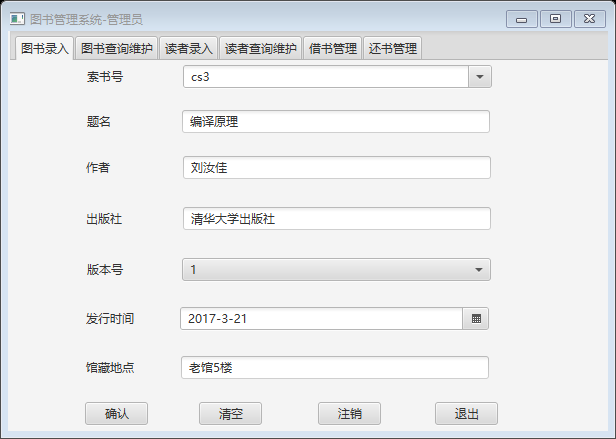 图书管理系统-管理员
图书录入 图书查询维护 读者录入 读者查询维护 借书管理 还书管理
索书号 cs3
题名 编译原理
作者 刘汝佳
出版社 清华大学出版社
版本号 1
发行时间 2017-3-21
馆藏地点 老馆5楼
确认 清空 注销 退出